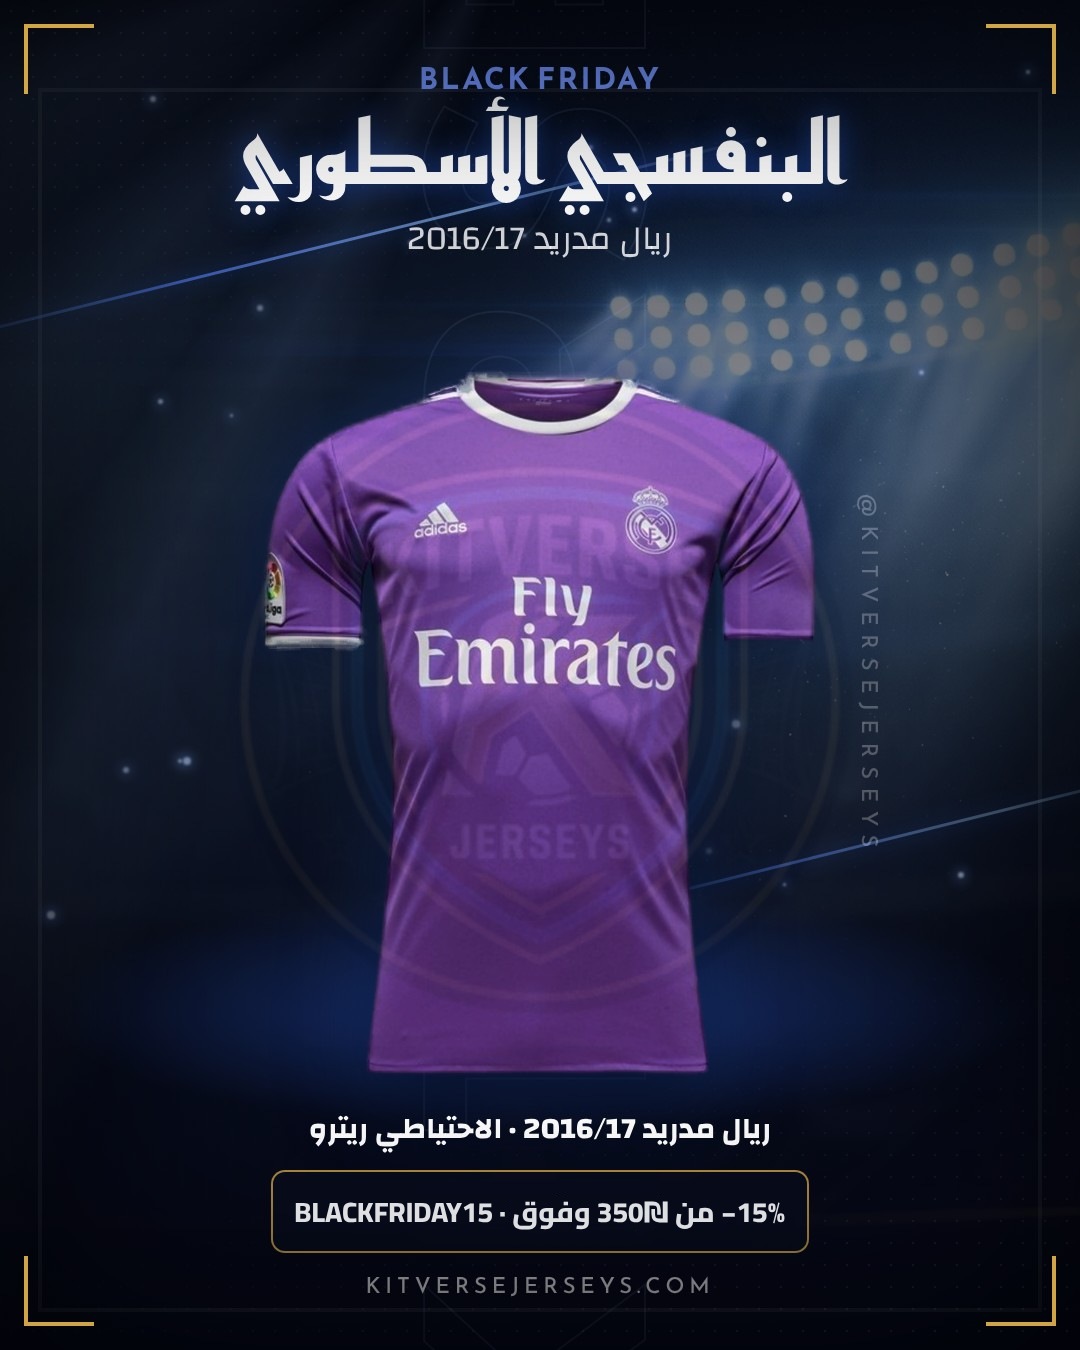 BLACK FRIDAY
البنفسجي الأسطوري
ريال مدريد 2016/17
adidas
KITVERSE
Fly
Emirates
JERSEYS
@KITVERSEJERSEYS
ريال مدريد 2016/17 · الاحتياطي ريترو
-15% من 350₪ وفوق · BLACKFRIDAY15
KITVERSEJERSEYS.COM